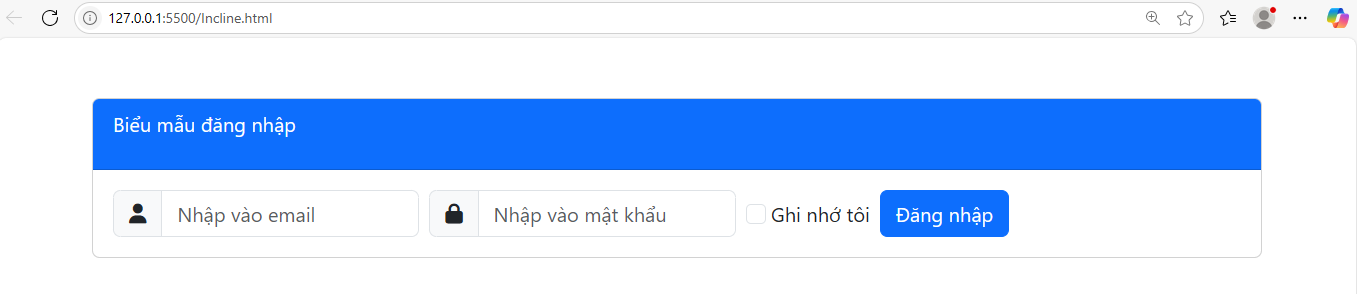 127.0.0.1:5500/Incline.html
Biểu mẫu đăng nhập
Nhập vào email Nhập vào mật khẩu Ghi nhớ tôi Đăng nhập